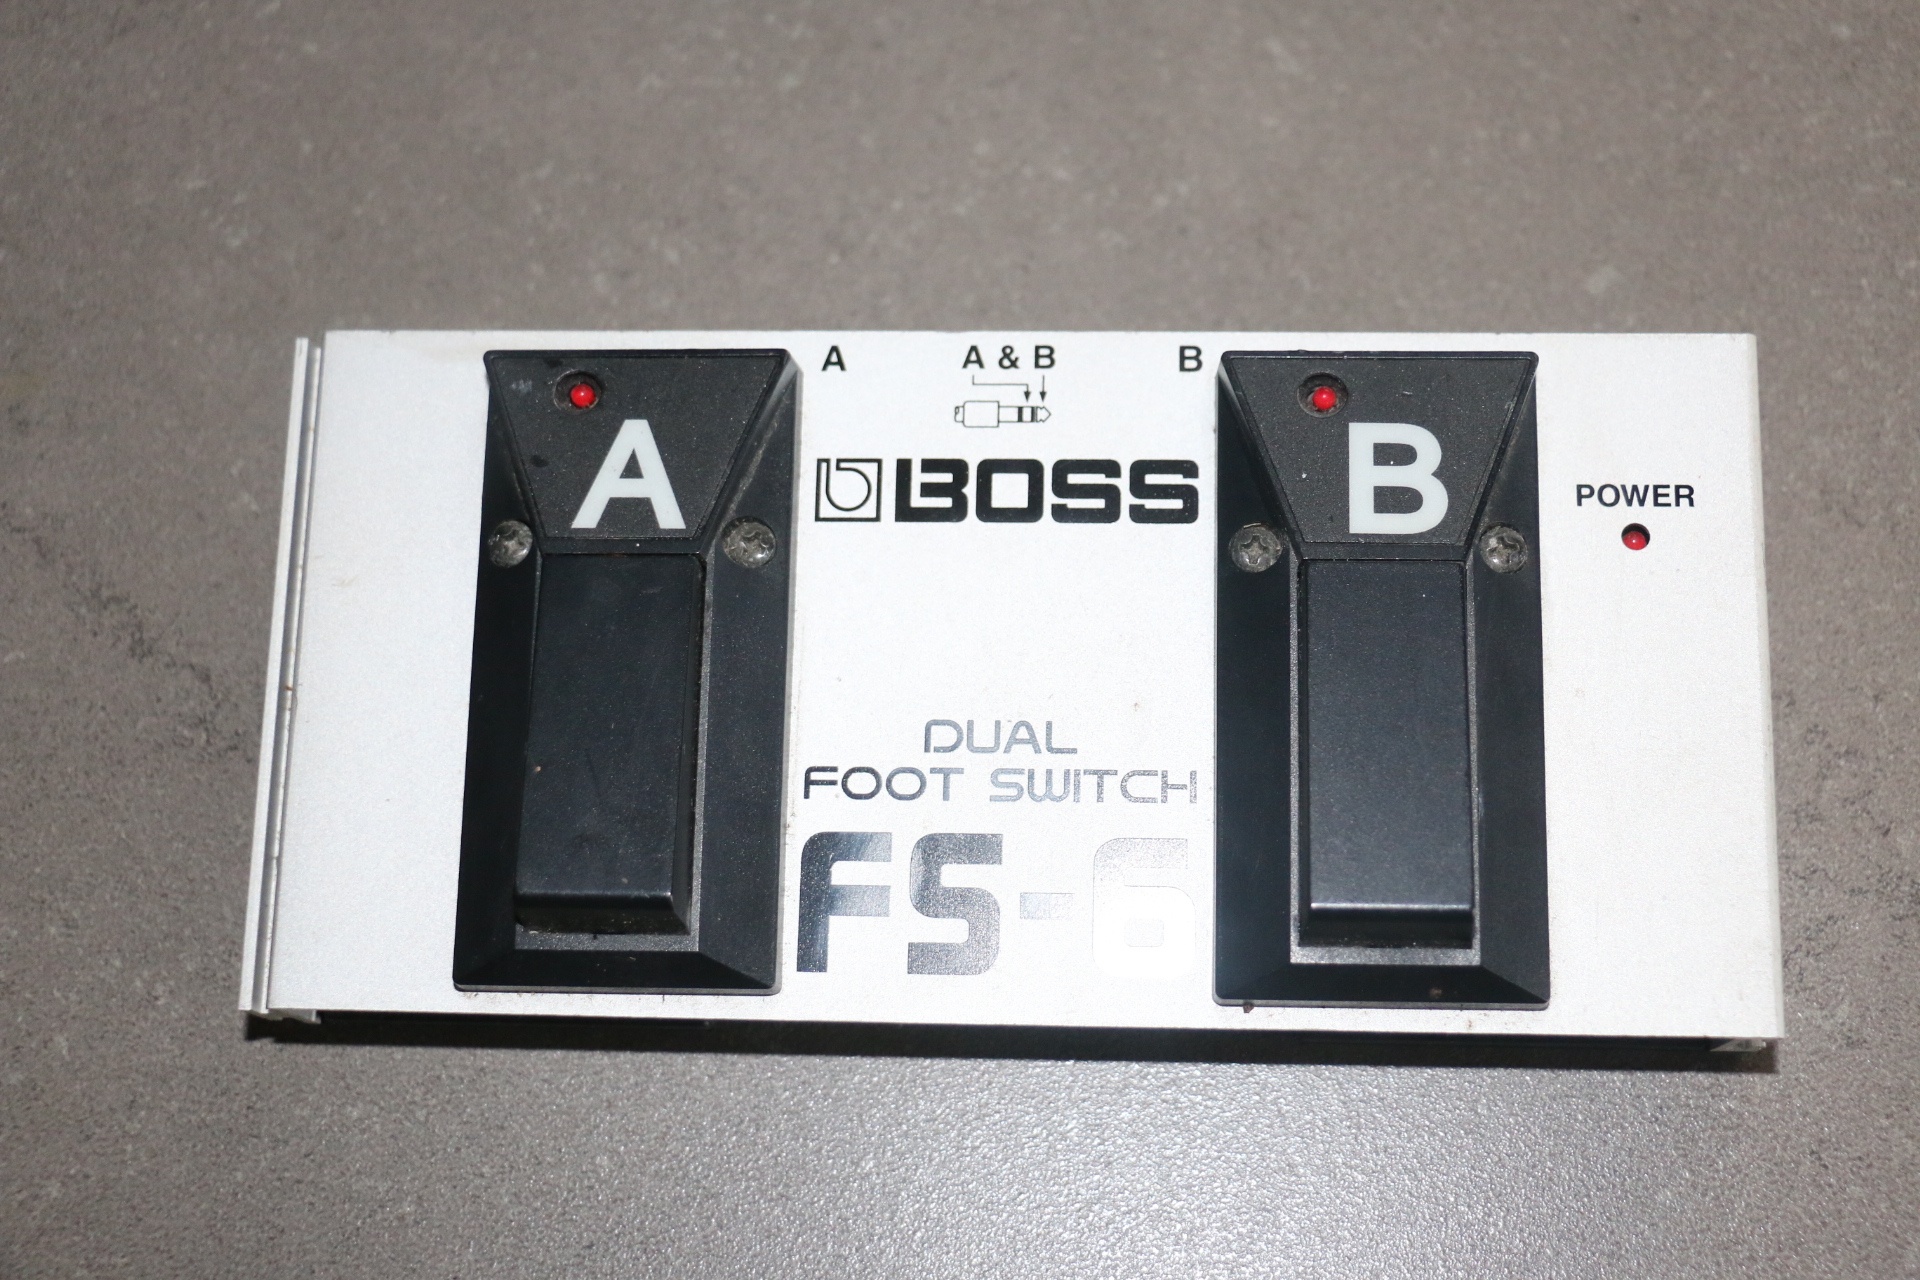 A A & B B
A
B
BOSS
POWER
DUAL
FOOT SWITCH
FS-6